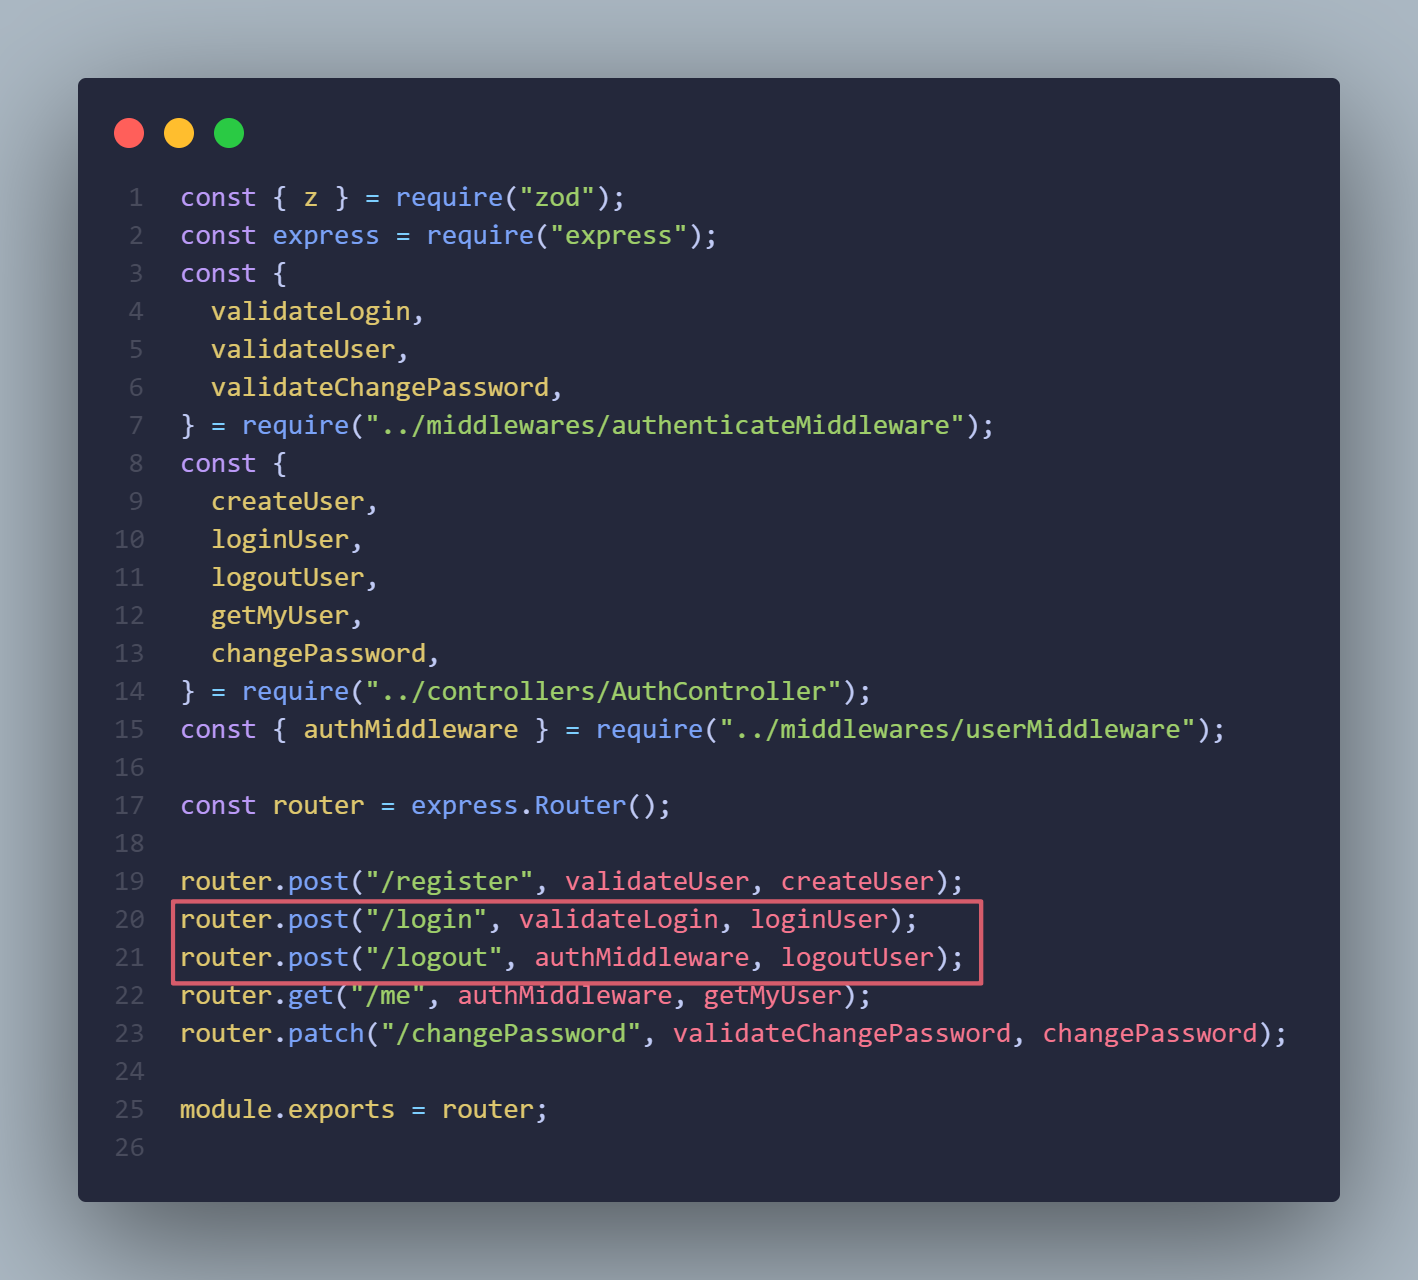 1 const { z } = require("zod");
2 const express = require("express");
3 const {
4   validateLogin,
5   validateUser,
6   validateChangePassword,
7 } = require("../middlewares/authenticateMiddleware");
8 const {
9   createUser,
10   loginUser,
11   logoutUser,
12   getMyUser,
13   changePassword,
14 } = require("../controllers/AuthController");
15 const { authMiddleware } = require("../middlewares/userMiddleware");
16
17 const router = express.Router();
18
19 router.post("/register", validateUser, createUser);
20 router.post("/login", validateLogin, loginUser);
21 router.post("/logout", authMiddleware, logoutUser);
22 router.get("/me", authMiddleware, getMyUser);
23 router.patch("/changePassword", validateChangePassword, changePassword);
24
25 module.exports = router;
26